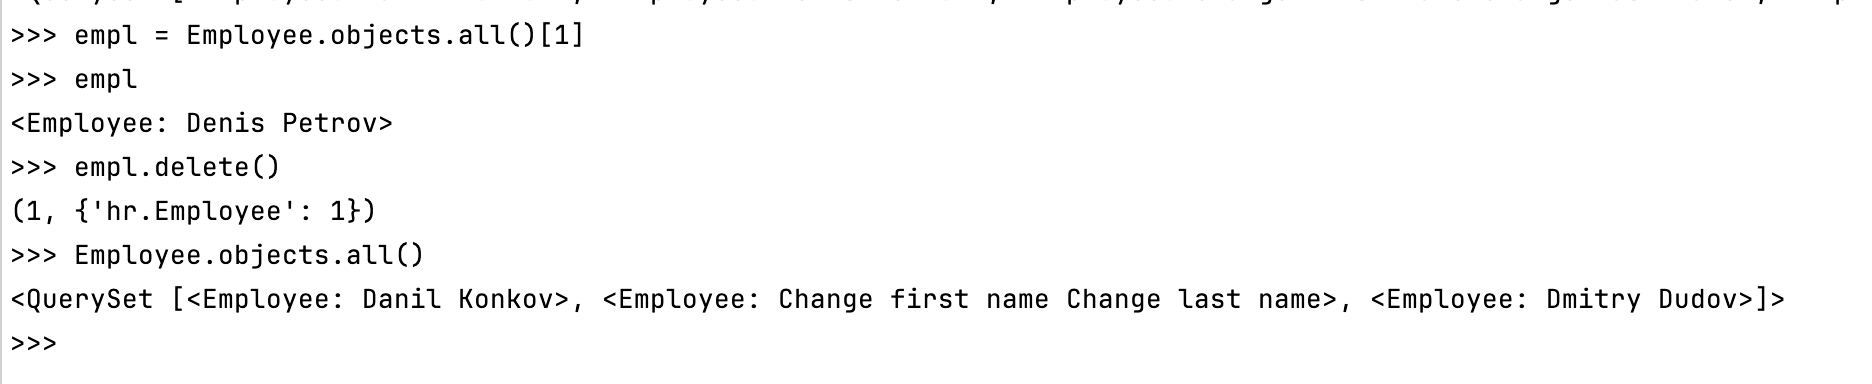 >>> empl = Employee.objects.all()[1]
>>> empl
<Employee: Denis Petrov>
>>> empl.delete()
(1, {'hr.Employee': 1})
>>> Employee.objects.all()
<QuerySet [<Employee: Danil Konkov>, <Employee: Change first name Change last name>, <Employee: Dmitry Dudov>]>
>>>